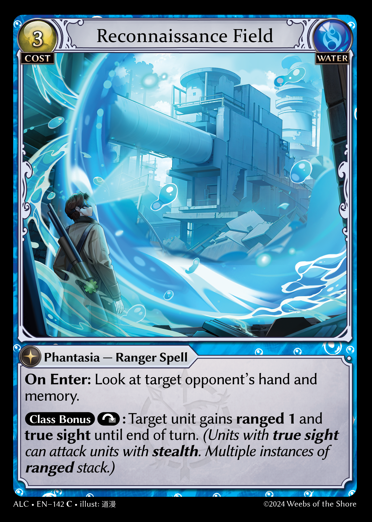 3
COST
Reconnaissance Field
WATER
Phantasia — Ranger Spell
On Enter: Look at target opponent's hand and
memory.
Class Bonus : Target unit gains ranged 1 and
true sight until end of turn. (Units with true sight
can attack units with stealth. Multiple instances of
ranged stack.)
ALC • EN-142 C • illust: 道漫
©2024 Weebs of the Shore